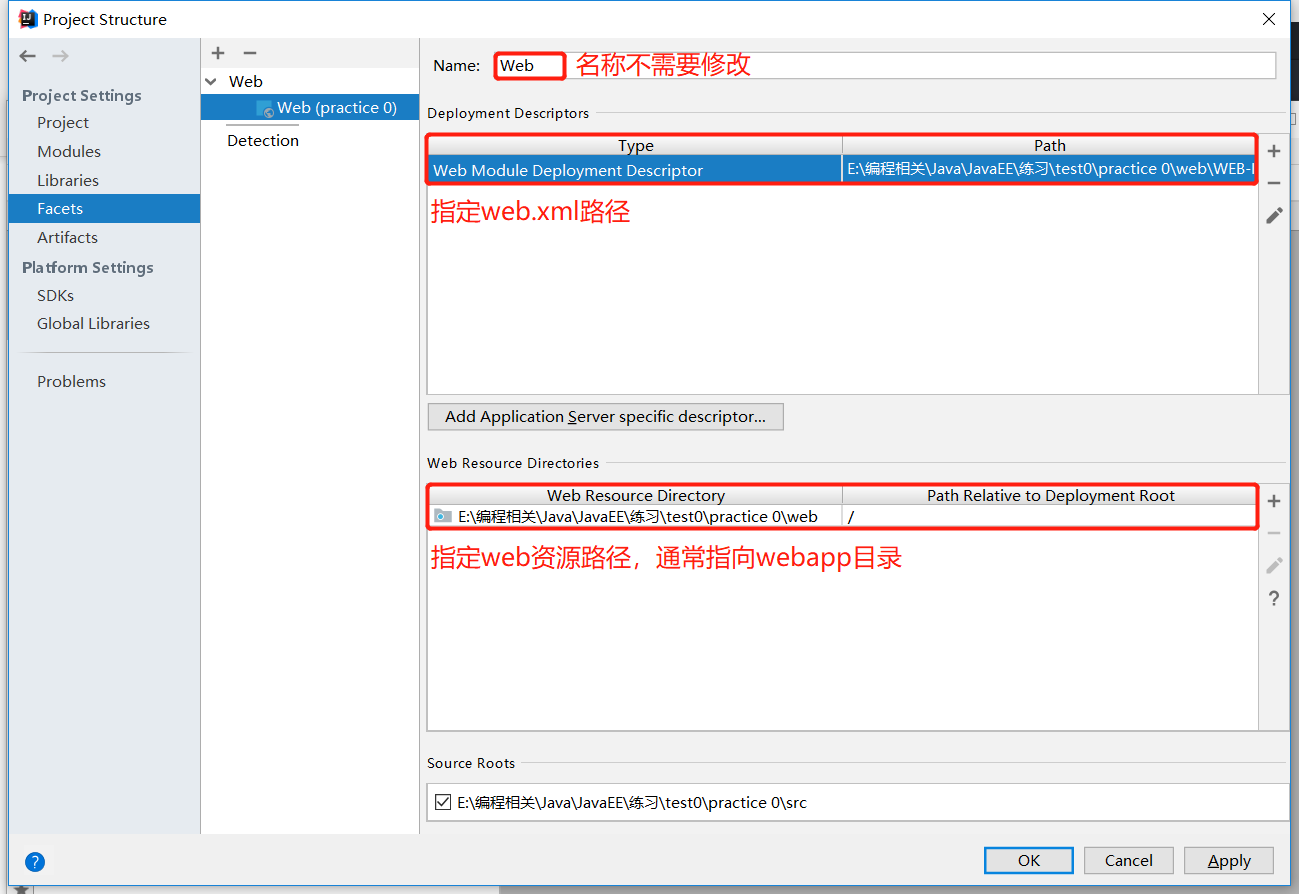 Project Structure
Project Settings
Project
Modules
Libraries
Facets
Artifacts
Platform Settings
SDKs
Global Libraries
Problems
Web
Web (practice 0)
Detection
Name: Web 名称不需要修改
Deployment Descriptors
Type Path
Web Module Deployment Descriptor E:\编程相关\Java\JavaEE\练习\test0\practice 0\web\WEB-
指定web.xml路径
Add Application Server specific descriptor...
Web Resource Directories
Web Resource Directory Path Relative to Deployment Root
E:\编程相关\Java\JavaEE\练习\test0\practice 0\web /
指定web资源路径，通常指向webapp目录
?
Source Roots
E:\编程相关\Java\JavaEE\练习\test0\practice 0\src
? OK Cancel Apply